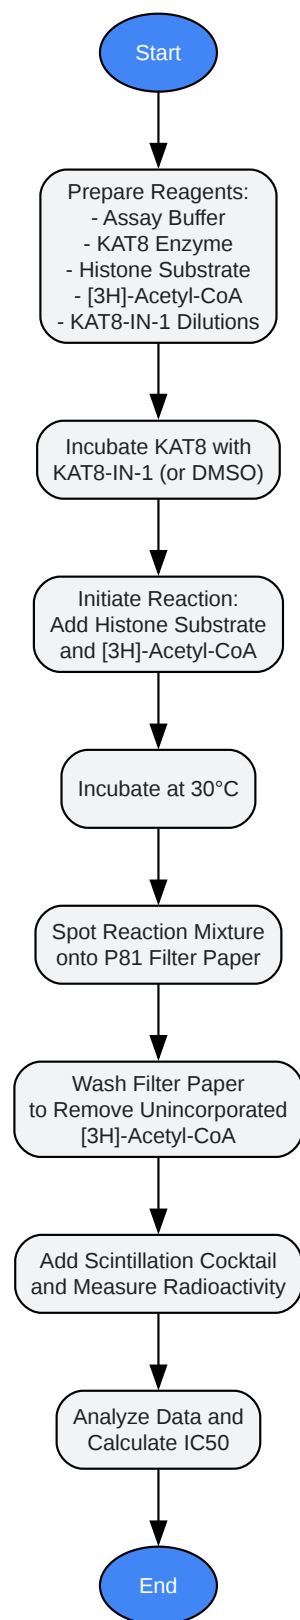 Start
Prepare Reagents:
- Assay Buffer
- KAT8 Enzyme
- Histone Substrate
- [3H]-Acetyl-CoA
- KAT8-IN-1 Dilutions
Incubate KAT8 with
KAT8-IN-1 (or DMSO)
Initiate Reaction:
Add Histone Substrate
and [3H]-Acetyl-CoA
Incubate at 30°C
Spot Reaction Mixture
onto P81 Filter Paper
Wash Filter Paper
to Remove Unincorporated
[3H]-Acetyl-CoA
Add Scintillation Cocktail
and Measure Radioactivity
Analyze Data and
Calculate IC50
End